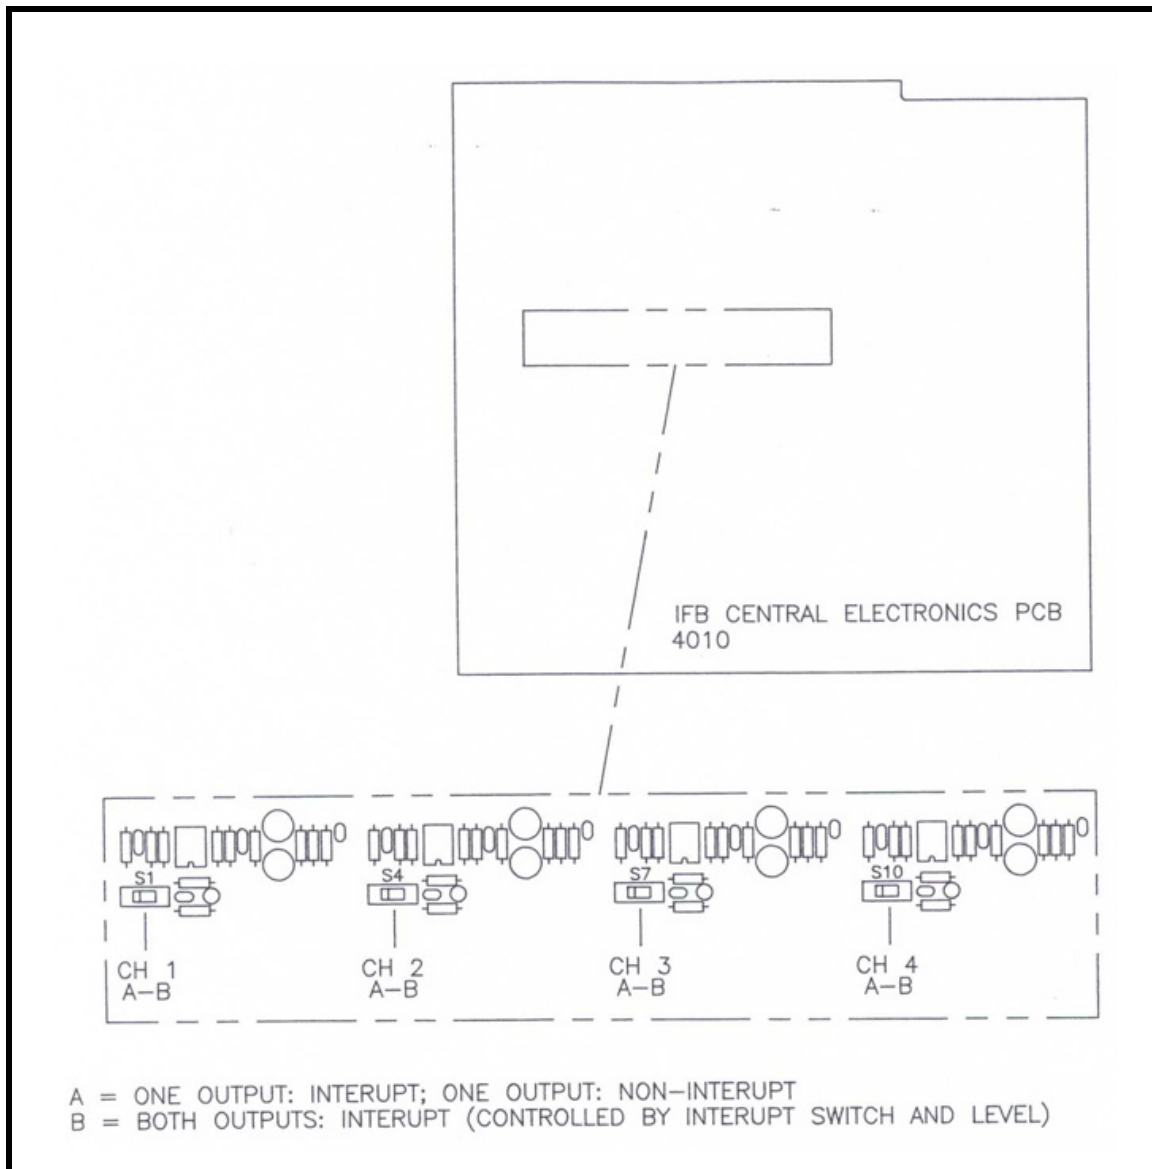 IFB CENTRAL ELECTRONICS PCB
4010
S1 S4 S7 S10
CH 1 CH 2 CH 3 CH 4
A-B A-B A-B A-B
A = ONE OUTPUT: INTERUPT; ONE OUTPUT: NON-INTERUPT
B = BOTH OUTPUTS: INTERUPT (CONTROLLED BY INTERUPT SWITCH AND LEVEL)